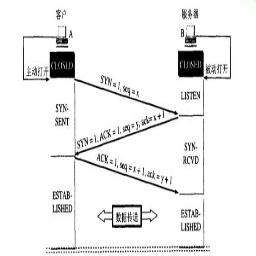 客户
服务器
A
B
CLOSED
CLOSED
主动打开
被动打开
SYN = 1, seq = x
LISTEN
SYN-
SENT
SYN = 1, ACK = 1, seq = y, ack= x + 1
SYN-
RCVD
ACK = 1, seq = x + 1, ack = y + 1
ESTAB-
LISHED
数据传送
ESTAB-
LISHED